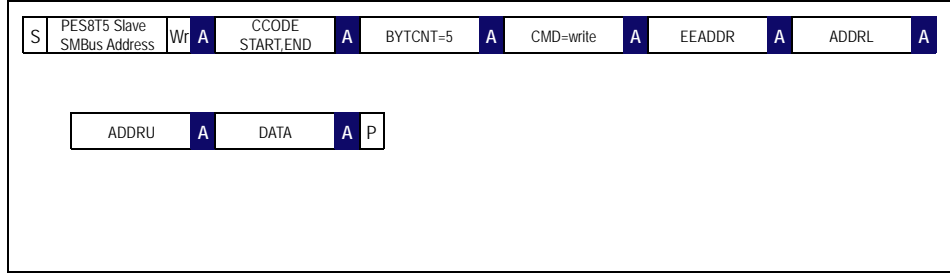 S PES8T5 Slave SMBus Address Wr A CCODE START,END A BYTCNT=5 A CMD=write A EEADDR A ADDRL A
ADDRU A DATA A P